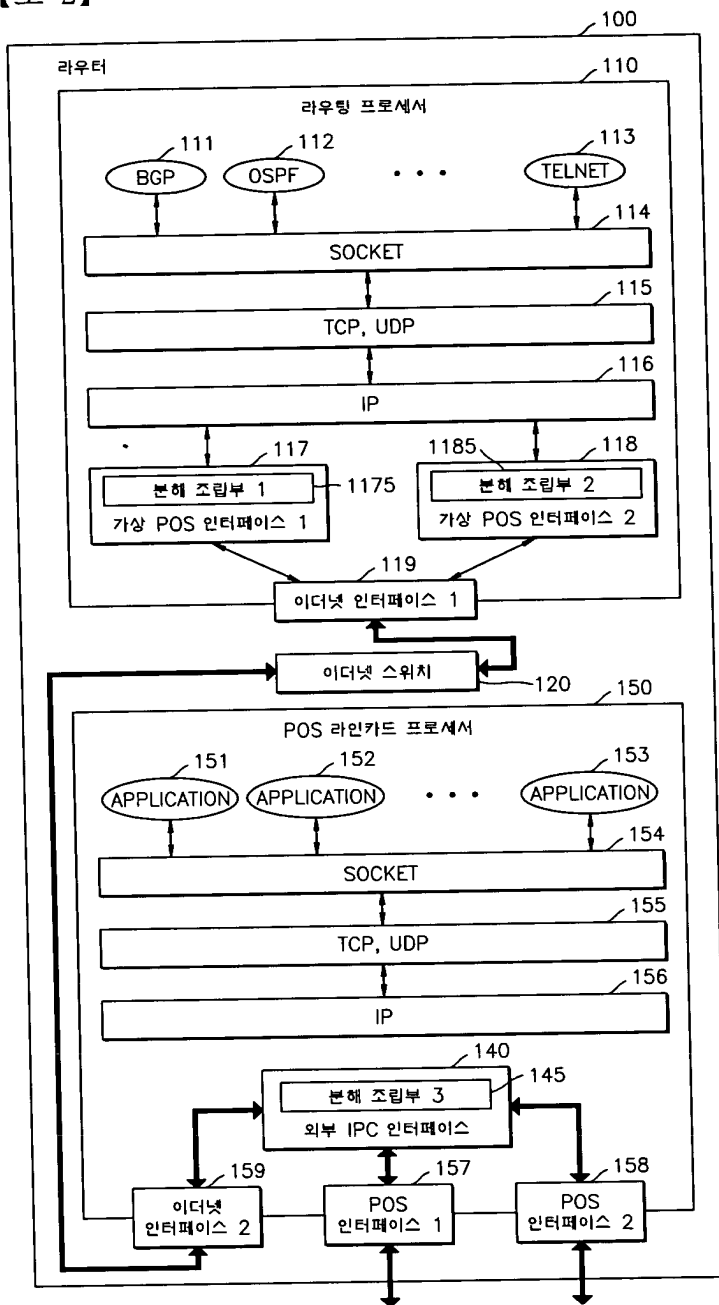 【도 2】
100
라우터
110
라우팅 프로세서
111
112
113
BGP
OSPF
• • •
TELNET
114
SOCKET
115
TCP, UDP
116
IP
117
1185
118
분해 조립부 1
1175
분해 조립부 2
가상 POS 인터페이스 1
가상 POS 인터페이스 2
119
이더넷 인터페이스 1
이더넷 스위치
120
150
POS 라인카드 프로세서
151
152
153
APPLICATION
APPLICATION
• • •
APPLICATION
154
SOCKET
155
TCP, UDP
156
IP
140
분해 조립부 3
145
외부 IPC 인터페이스
159
157
158
이더넷
인터페이스 2
POS
인터페이스 1
POS
인터페이스 2